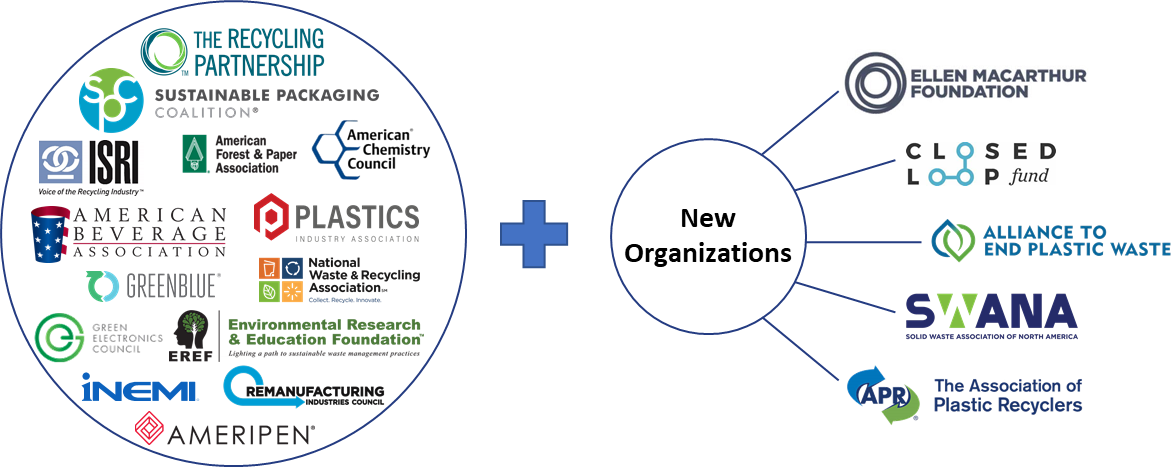 THE RECYCLING
PARTNERSHIP
TM
spc
SUSTAINABLE PACKAGING
COALITION®
ISRI
Voice of the Recycling Industry™
American
Forest & Paper
Association
American®
Chemistry
Council
AMERICAN
BEVERAGE
ASSOCIATION
PLASTICS
INDUSTRY ASSOCIATION
GREENBLUE®
National
Waste & Recycling
Association℠
Collect. Recycle. Innovate.
GREEN
ELECTRONICS
COUNCIL
EREF
Environmental Research
& Education Foundation™
Lighting a path to sustainable waste management practices
iNEMI
REMANUFACTURING
INDUSTRIES COUNCIL
AMERIPEN®
New
Organizations
ELLEN MACARTHUR
FOUNDATION
CLOSED
LOOP fund
ALLIANCE TO
END PLASTIC WASTE
SWANA
SOLID WASTE ASSOCIATION OF NORTH AMERICA
APR
®
The Association of
Plastic Recyclers